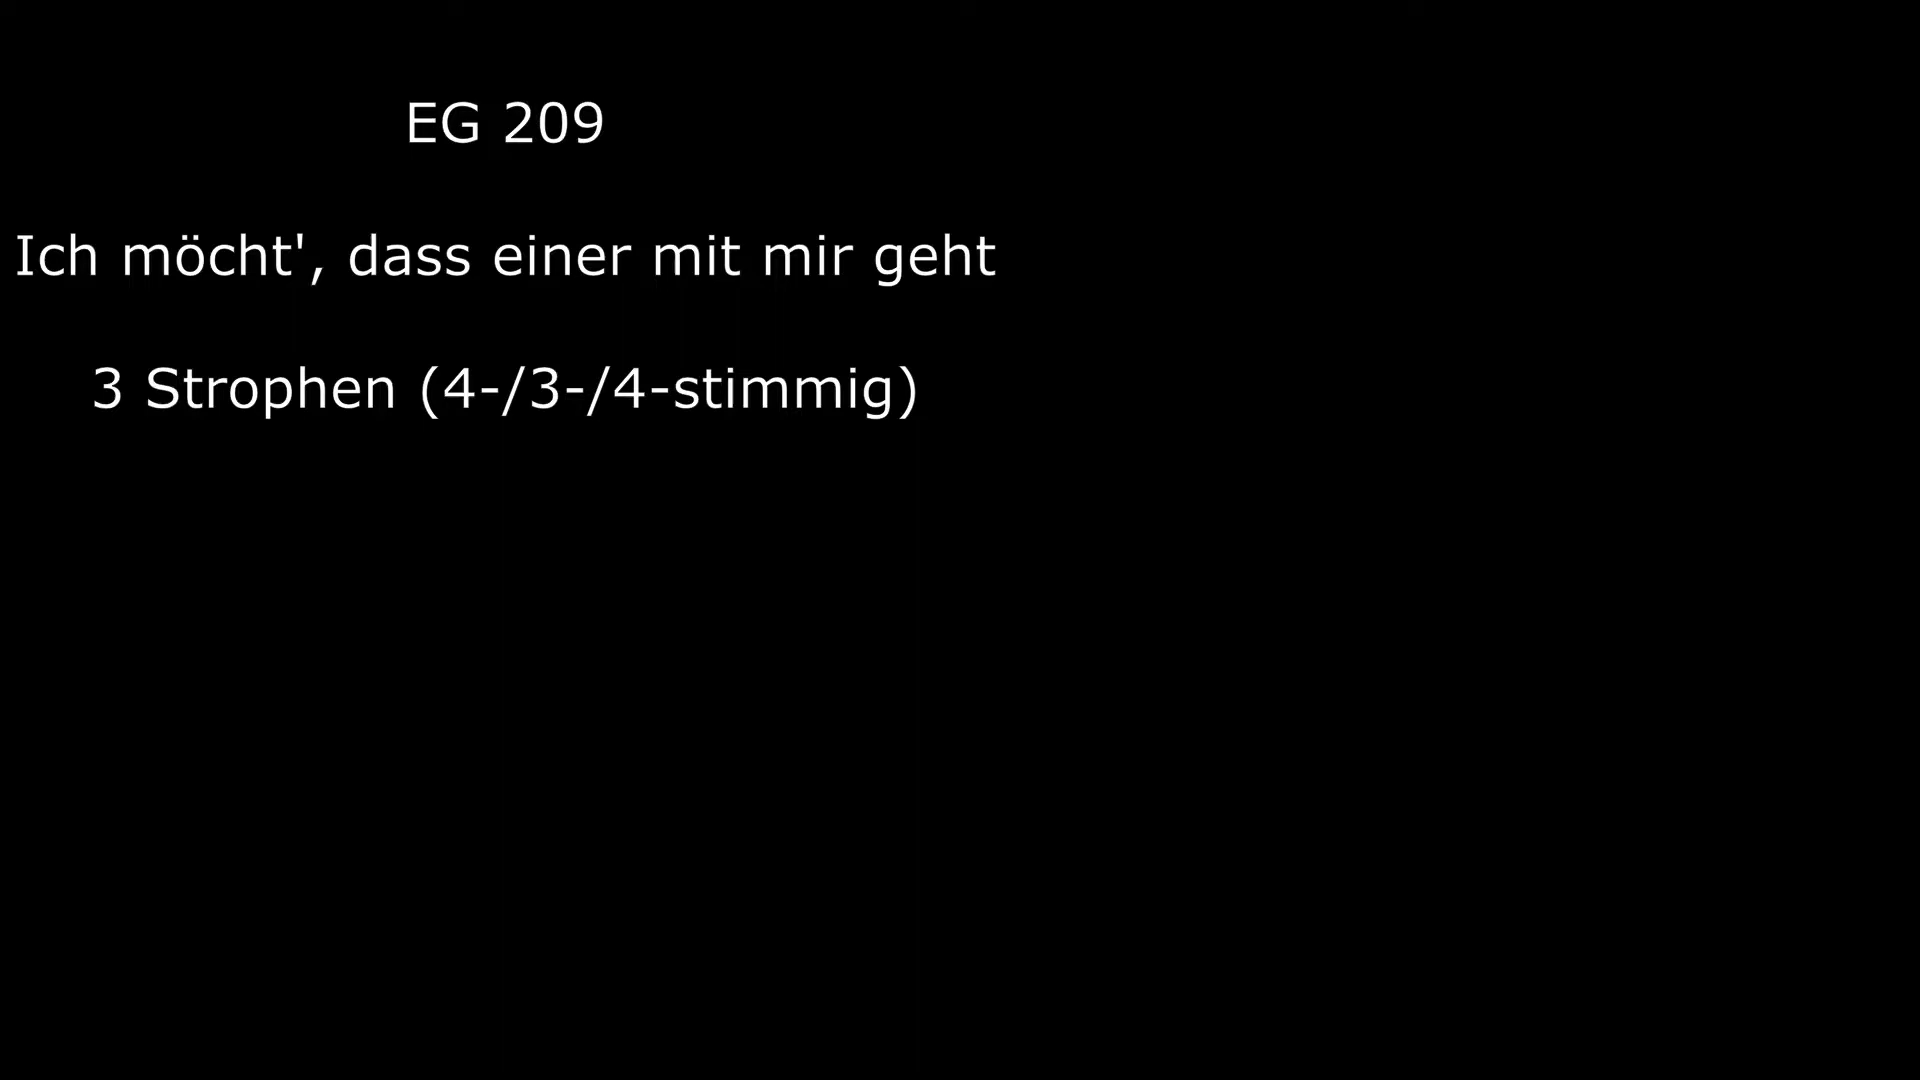 EG 209
Ich möcht', dass einer mit mir geht
3 Strophen (4-/3-/4-stimmig)